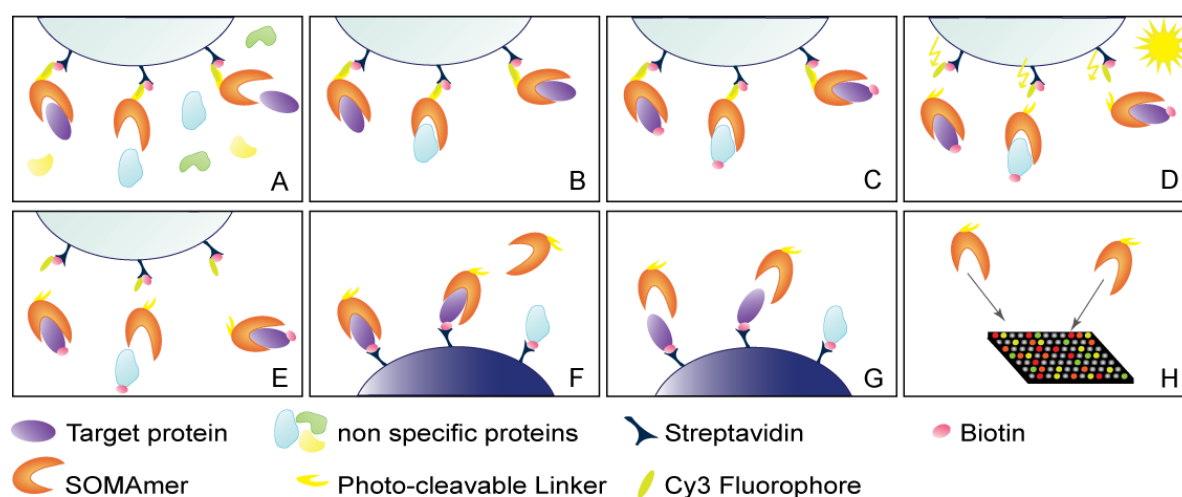 A
B
C
D
E
F
G
H
Target protein
non specific proteins
Streptavidin
Biotin
SOMAmer
Photo-cleavable Linker
Cy3 Fluorophore